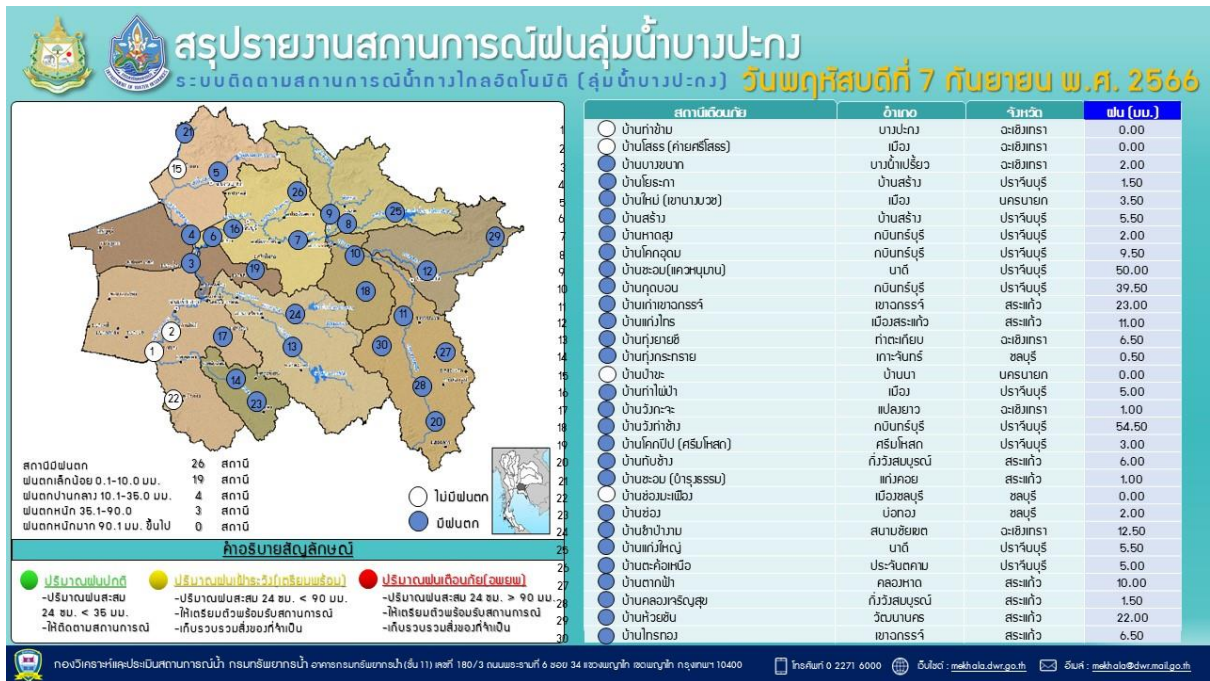 สรุปรายงานสถานการณ์ฝนลุ่มน้ำบางปะกง
ระบบติดตามสถานการณ์น้ำทางไกลอัตโนมัติ (ลุ่มน้ำบางปะกง) วันพฤหัสบดีที่ 7 กันยายน พ.ศ. 2566
สถานีเตือนภัย อำเภอ จังหวัด ฝน (มม.)
1 บ้านท่าข้าม บางปะกง ฉะเชิงเทรา 0.00
2 บ้านโสธร (ค่ายศรีโสธร) เมือง ฉะเชิงเทรา 0.00
3 บ้านบางขนาก บางน้ำเปรี้ยว ฉะเชิงเทรา 2.00
4 บ้านโยธะกา บ้านสร้าง ปราจีนบุรี 1.50
5 บ้านใหม่ (เขานางบวช) เมือง นครนายก 3.50
6 บ้านสร้าง บ้านสร้าง ปราจีนบุรี 5.50
7 บ้านหาดสูง กบินทร์บุรี ปราจีนบุรี 2.00
8 บ้านโคกอุดม กบินทร์บุรี ปราจีนบุรี 9.50
9 บ้านชะอม(แควหนุมาน) นาดี ปราจีนบุรี 50.00
10 บ้านกุดบอน กบินทร์บุรี ปราจีนบุรี 39.50
11 บ้านเก่าเขาฉกรรจ์ เขาฉกรรจ์ สระแก้ว 23.00
12 บ้านแก่งไทร เมืองสระแก้ว สระแก้ว 11.00
13 บ้านทุ่งยายชี ท่าตะเกียบ ฉะเชิงเทรา 6.50
14 บ้านทุ่งกระทราย เกาะจันทร์ ชลบุรี 0.50
15 บ้านป่าขะ บ้านนา นครนายก 0.00
16 บ้านท่าไผ่ป่า เมือง ปราจีนบุรี 5.00
17 บ้านวังกะจะ แปลงยาว ฉะเชิงเทรา 1.00
18 บ้านวังท่าช้าง กบินทร์บุรี ปราจีนบุรี 54.50
19 บ้านโคกปีป (ศรีมโหสถ) ศรีมโหสถ ปราจีนบุรี 3.00
20 บ้านทับช้าง กิ่งวังสมบูรณ์ สระแก้ว 6.00
21 บ้านชะอม (บำรุงธรรม) แก่งคอย สระแก้ว 1.00
22 บ้านช่องมะเฟือง เมืองชลบุรี ชลบุรี 0.00
23 บ้านช่อง บ่อทอง ชลบุรี 2.00
24 บ้านชำป่างาม สนามชัยเขต ฉะเชิงเทรา 12.50
25 บ้านแก่งใหญ่ นาดี ปราจีนบุรี 5.50
26 บ้านตะคร้อเหนือ ประจันตคาม ปราจีนบุรี 5.00
27 บ้านตากฟ้า คลองหาด สระแก้ว 10.00
28 บ้านคลองเจริญสุข กิ่งวังสมบูรณ์ สระแก้ว 1.50
29 บ้านห้วยชัน วัฒนานคร สระแก้ว 22.00
30 บ้านไทรทอง เขาฉกรรจ์ สระแก้ว 6.50
สถานีมีฝนตก 26 สถานี
ฝนตกเล็กน้อย 0.1-10.0 มม. 19 สถานี
ฝนตกปานกลาง 10.1-35.0 มม. 4 สถานี
ฝนตกหนัก 35.1-90.0 3 สถานี
ฝนตกหนักมาก 90.1 มม. ขึ้นไป 0 สถานี
ไม่มีฝนตก
มีฝนตก
คำอธิบายสัญลักษณ์
ปริมาณฝนปกติ
-ปริมาณฝนสะสม
24 ชม. < 35 มม.
-ให้ติดตามสถานการณ์
ปริมาณฝนเฝ้าระวัง(เตรียมพร้อม)
-ปริมาณฝนสะสม 24 ชม. < 90 มม.
-ให้เตรียมตัวพร้อมรับสถานการณ์
-เก็บรวบรวมสิ่งของที่จำเป็น
ปริมาณฝนเตือนภัย(อพยพ)
-ปริมาณฝนสะสม 24 ชม. > 90 มม.
-ให้เตรียมตัวพร้อมรับสถานการณ์
-เก็บรวบรวมสิ่งของที่จำเป็น
กองวิเคราะห์และประเมินสถานการณ์น้ำ กรมทรัพยากรน้ำ อาคารกรมทรัพยากรน้ำ (ชั้น 11) เลขที่ 180/3 ถนนพระรามที่ 6 ซอย 34 แขวงพญาไท เขตพญาไท กรุงเทพฯ 10400 โทรศัพท์ 0 2271 6000 เว็บไซต์ : mekhala.dwr.go.th อีเมล์ : mekhala@dwr.mail.go.th